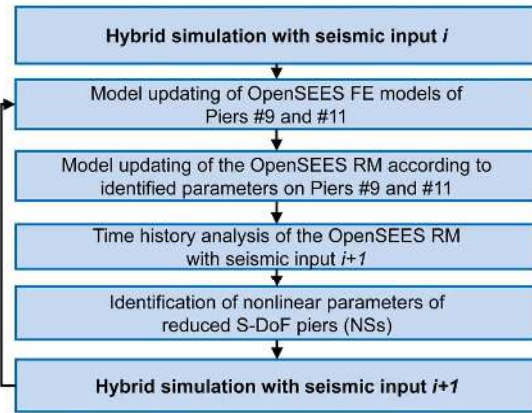 Hybrid simulation with seismic input i
Model updating of OpenSEES FE models of
Piers #9 and #11
Model updating of the OpenSEES RM according to
identified parameters on Piers #9 and #11
Time history analysis of the OpenSEES RM
with seismic input i+1
Identification of nonlinear parameters of
reduced S-DoF piers (NSs)
Hybrid simulation with seismic input i+1